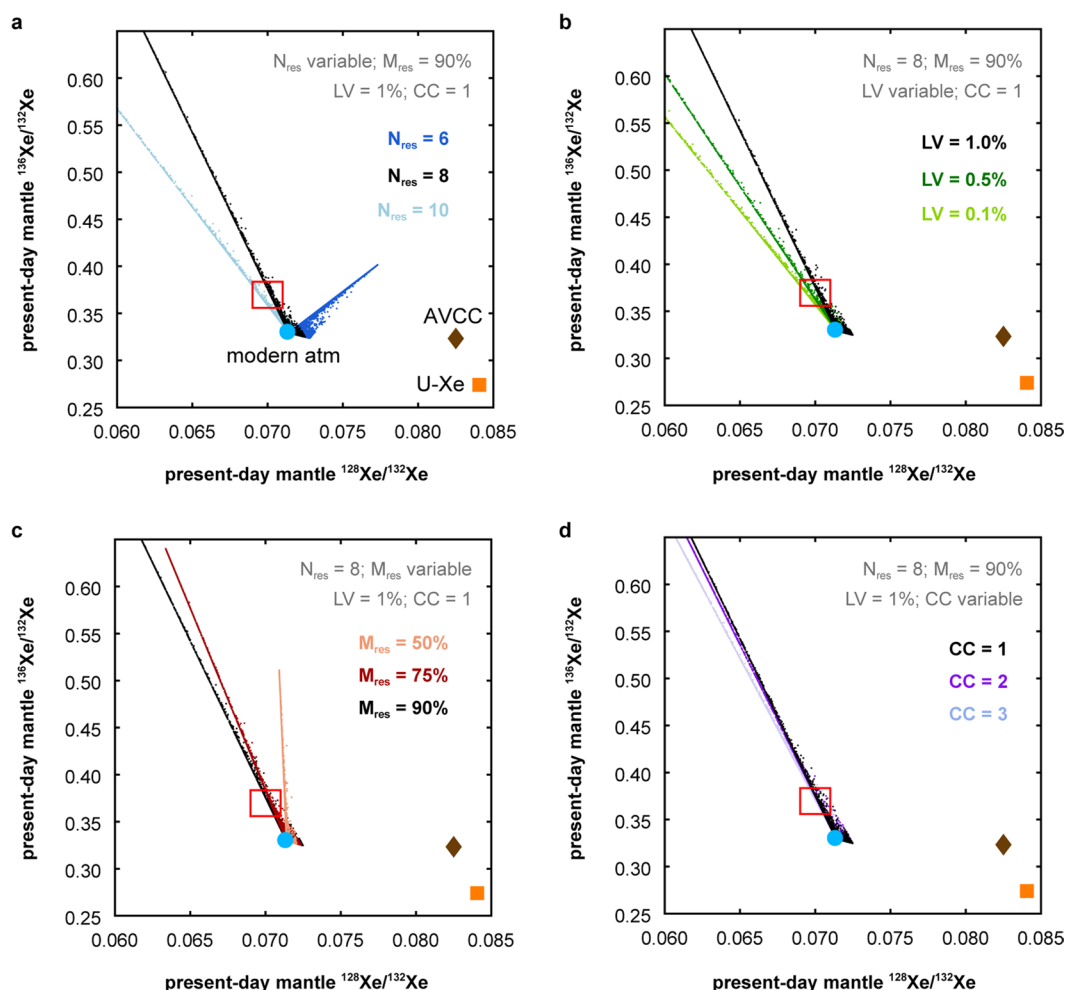 a
N_res variable; M_res = 90%
LV = 1%; CC = 1
N_res = 6
N_res = 8
N_res = 10
AVCC
modern atm
U-Xe
0.60
0.55
0.50
0.45
0.40
0.35
0.30
0.25
0.060 0.065 0.070 0.075 0.080 0.085
present-day mantle ¹³⁶Xe/¹³²Xe
present-day mantle ¹²⁸Xe/¹³²Xe
b
N_res = 8; M_res = 90%
LV variable; CC = 1
LV = 1.0%
LV = 0.5%
LV = 0.1%
0.60
0.55
0.50
0.45
0.40
0.35
0.30
0.25
0.060 0.065 0.070 0.075 0.080 0.085
present-day mantle ¹³⁶Xe/¹³²Xe
present-day mantle ¹²⁸Xe/¹³²Xe
c
N_res = 8; M_res variable
LV = 1%; CC = 1
M_res = 50%
M_res = 75%
M_res = 90%
0.60
0.55
0.50
0.45
0.40
0.35
0.30
0.25
0.060 0.065 0.070 0.075 0.080 0.085
present-day mantle ¹³⁶Xe/¹³²Xe
present-day mantle ¹²⁸Xe/¹³²Xe
d
N_res = 8; M_res = 90%
LV = 1%; CC variable
CC = 1
CC = 2
CC = 3
0.60
0.55
0.50
0.45
0.40
0.35
0.30
0.25
0.060 0.065 0.070 0.075 0.080 0.085
present-day mantle ¹³⁶Xe/¹³²Xe
present-day mantle ¹²⁸Xe/¹³²Xe